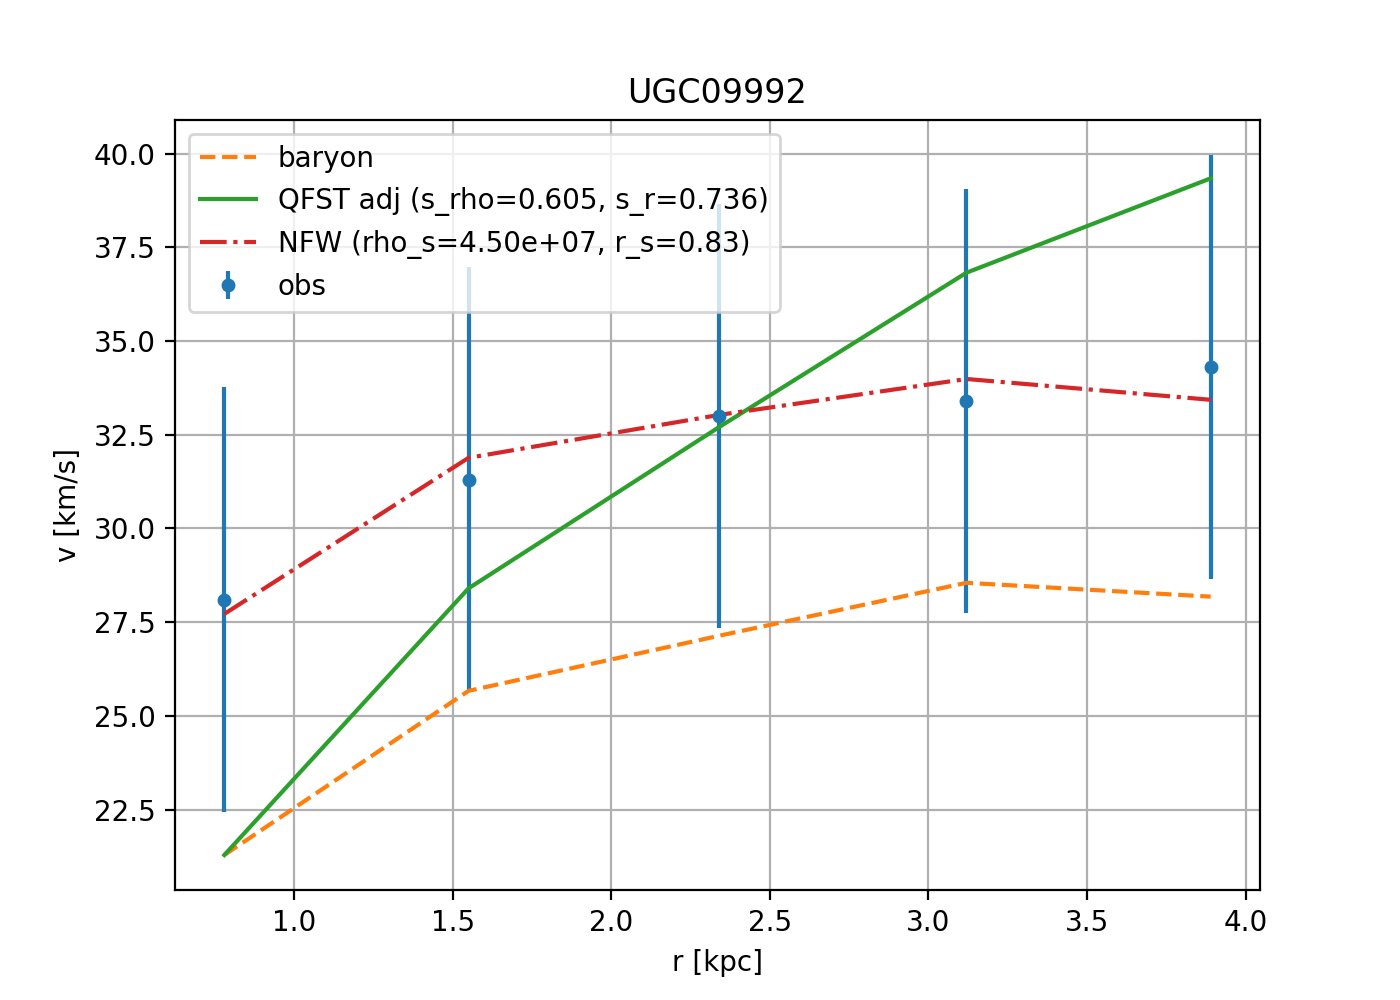 UGC09992
baryon
QFST adj (s_rho=0.605, s_r=0.736)
NFW (rho_s=4.50e+07, r_s=0.83)
obs
v [km/s]
40.0
37.5
35.0
32.5
30.0
27.5
25.0
22.5
1.0 1.5 2.0 2.5 3.0 3.5 4.0
r [kpc]